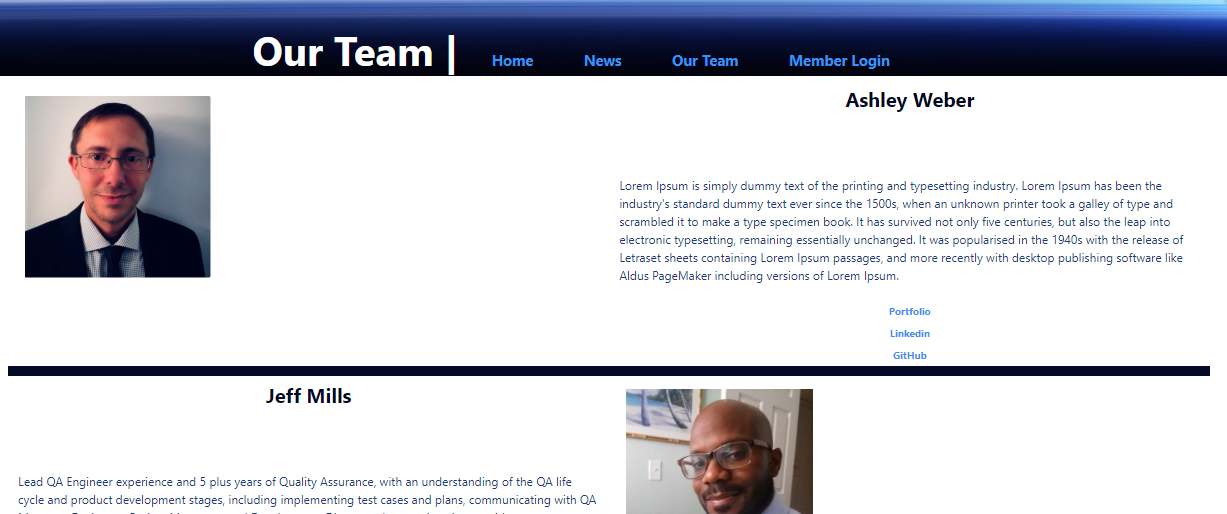 Our Team |
Home
News
Our Team
Member Login
Ashley Weber
Lorem Ipsum is simply dummy text of the printing and typesetting industry. Lorem Ipsum has been the
industry's standard dummy text ever since the 1500s, when an unknown printer took a galley of type and
scrambled it to make a type specimen book. It has survived not only five centuries, but also the leap into
electronic typesetting, remaining essentially unchanged. It was popularised in the 1940s with the release of
Letraset sheets containing Lorem Ipsum passages, and more recently with desktop publishing software like
Aldus PageMaker including versions of Lorem Ipsum.
Portfolio
Linkedin
GitHub
Jeff Mills
Lead QA Engineer experience and 5 plus years of Quality Assurance, with an understanding of the QA life
cycle and product development stages, including implementing test cases and plans, communicating with QA